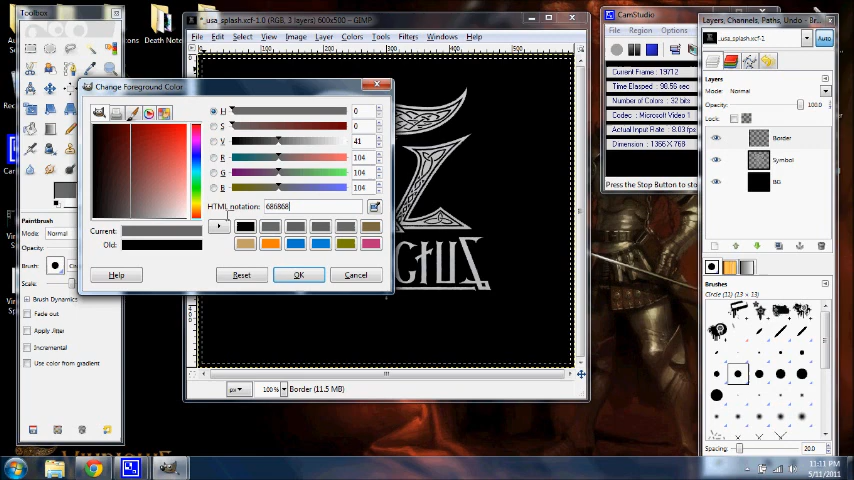 Toolbox
Death Note
*_usa_splash.xcf-1.0 (RGB, 3 layers) 600x500 – GIMP
File Edit Select View Image Layer Colors Tools Filters Windows Help
CamStudio
File Region Options
Current Frame : 19712
Time Elapsed : 98.56 sec
Number of Colors : 32 bits
Codec : Microsoft Video 1
Actual Input Rate : 8.03 fps
Dimension : 1366 X 768
Press the Stop Button to sto
Layers, Channels, Paths, Undo - Br...
Auto
Layers
Mode: Normal
Opacity: 100.0
Lock:
Border
Symbol
BG
Brushes
Circle (11) (13 × 13)
Spacing: 20.0
Change Foreground Color
H 0
S 0
V 41
R 104
G 104
B 104
HTML notation: 686868
Current:
Old:
Help Reset OK Cancel
Paintbrush
Mode: Normal
Opacity:
Brush:
Scale:
Brush Dynamics
Fade out
Apply Jitter
Incremental
Use color from gradient
px 100 % Border (11.5 MB)
11:11 PM
5/11/2011